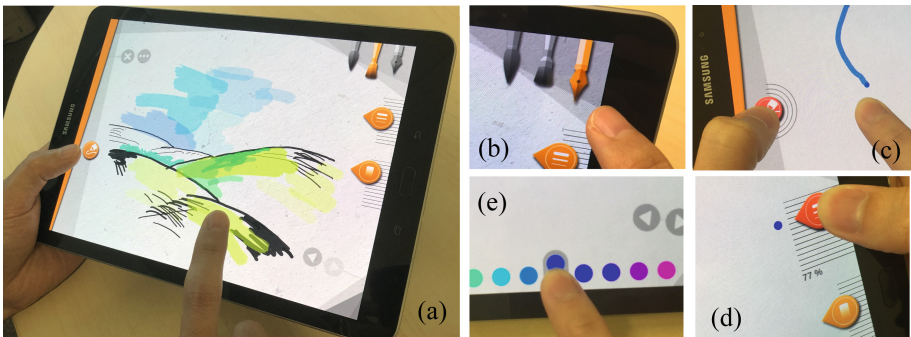 SAMSUNG
(a)
(b)
SAMSUNG
(c)
(e)
77 %
(d)